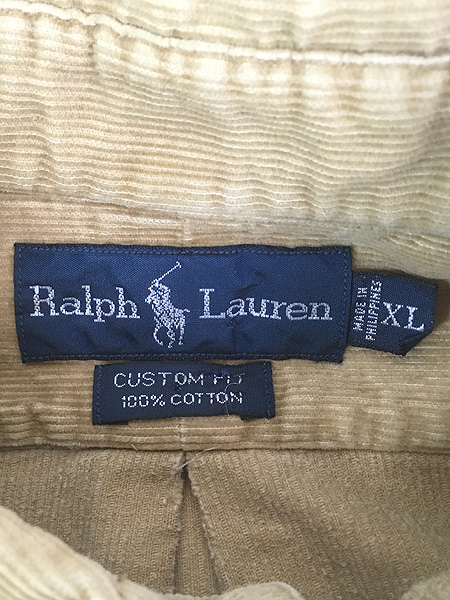 Ralph Lauren
MADE IN
PHILIPPINES
XL
CUSTOM FIT
100% COTTON